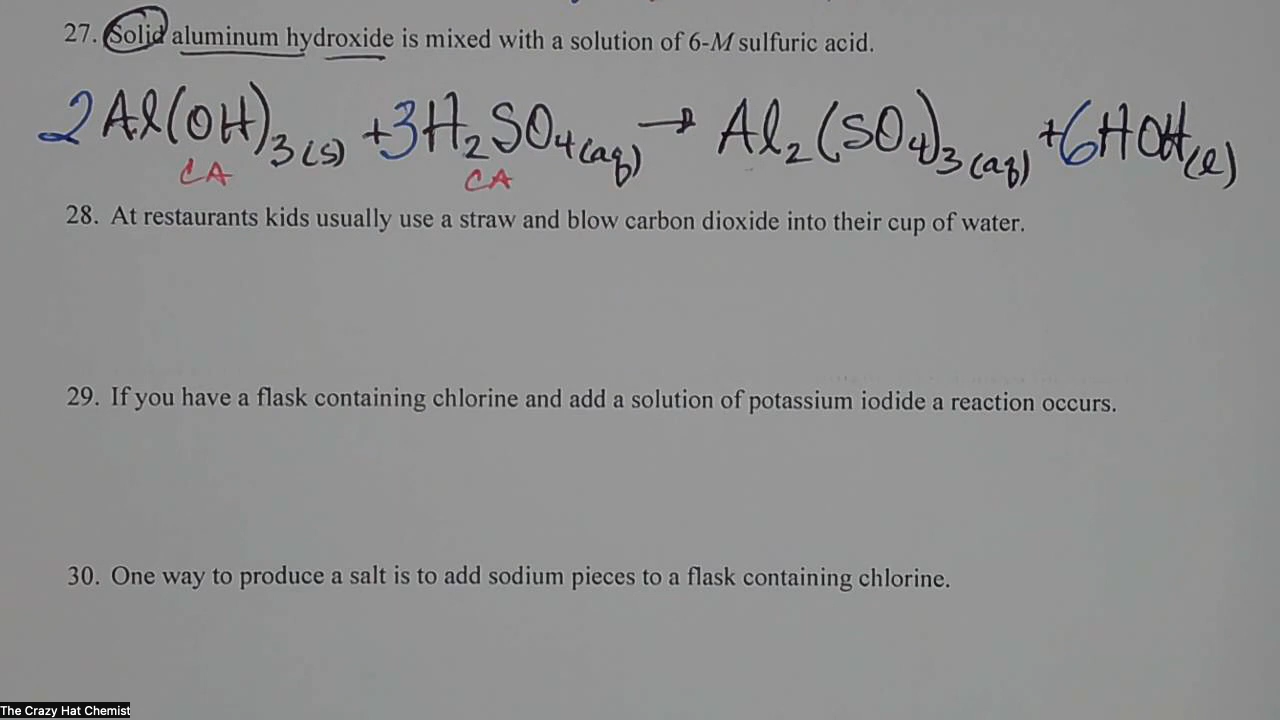 27. Solid aluminum hydroxide is mixed with a solution of 6-M sulfuric acid.
2Al(OH)₃(s) + 3H₂SO₄(aq) → Al₂(SO₄)₃(aq) + 6HOH(l)
CA CA
28. At restaurants kids usually use a straw and blow carbon dioxide into their cup of water.
29. If you have a flask containing chlorine and add a solution of potassium iodide a reaction occurs.
30. One way to produce a salt is to add sodium pieces to a flask containing chlorine.
The Crazy Hat Chemist